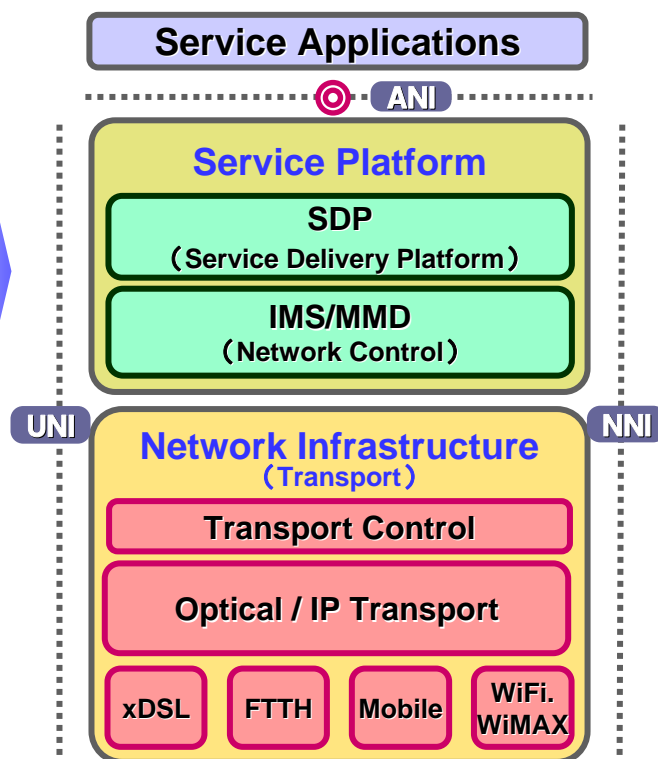 Service Applications
ANI
Service Platform
SDP
（Service Delivery Platform）
IMS/MMD
（Network Control）
UNI
NNI
Network Infrastructure
（Transport）
Transport Control
Optical / IP Transport
xDSL
FTTH
Mobile
WiFi.
WiMAX